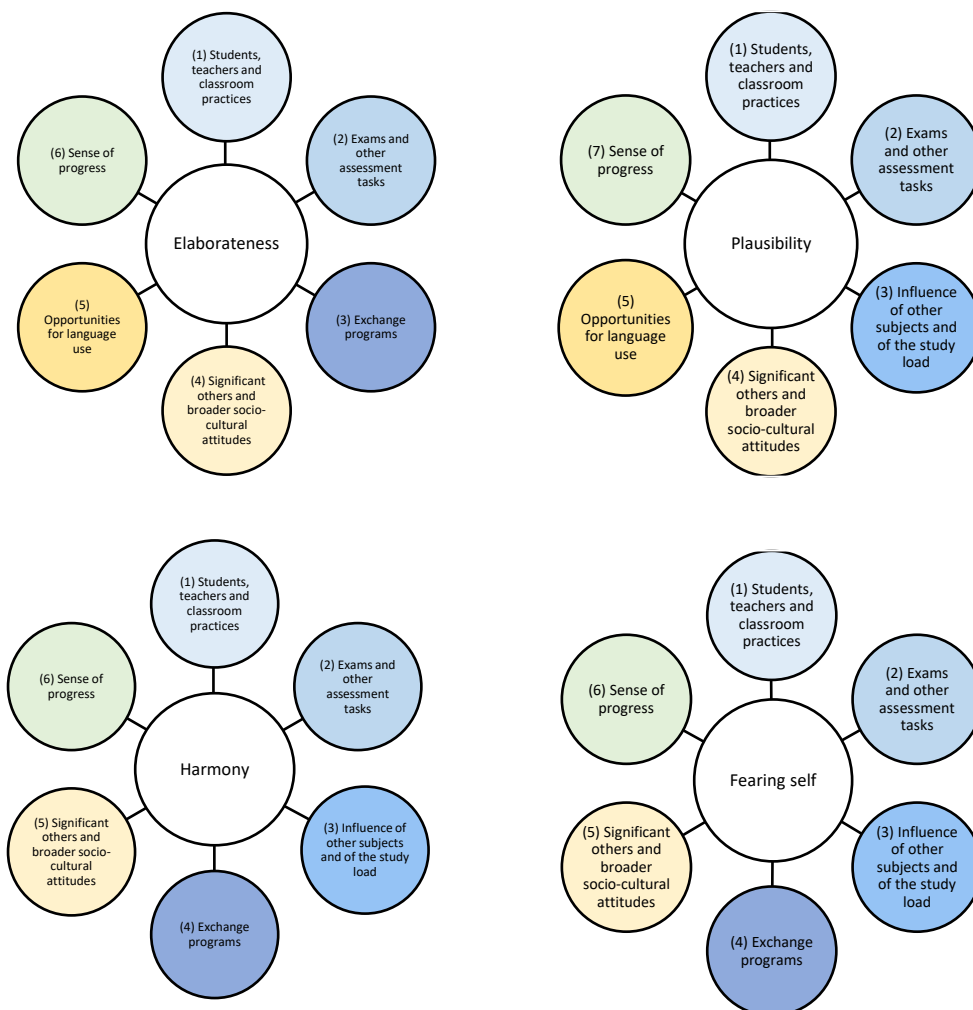 (1) Students,
teachers and
classroom
practices
(2) Exams and
other
assessment
tasks
(3) Exchange
programs
(4) Significant
others and
broader socio-
cultural
attitudes
(5)
Opportunities
for language
use
(6) Sense of
progress
Elaborateness
(1) Students,
teachers and
classroom
practices
(2) Exams
and other
assessment
tasks
(3) Influence
of other
subjects and
of the study
load
(4) Significant
others and
broader
socio-cultural
attitudes
(5)
Opportunities
for language
use
(7) Sense of
progress
Plausibility
(1) Students,
teachers and
classroom
practices
(2) Exams and
other
assessment
tasks
(3) Influence of
other subjects
and of the study
load
(4) Exchange
programs
(5) Significant
others and
broader socio-
cultural
attitudes
(6) Sense of
progress
Harmony
(1) Students,
teachers and
classroom
practices
(2) Exams
and other
assessment
tasks
(3) Influence
of other
subjects and
of the study
load
(4) Exchange
programs
(5) Significant
others and
broader
socio-cultural
attitudes
(6) Sense of
progress
Fearing self